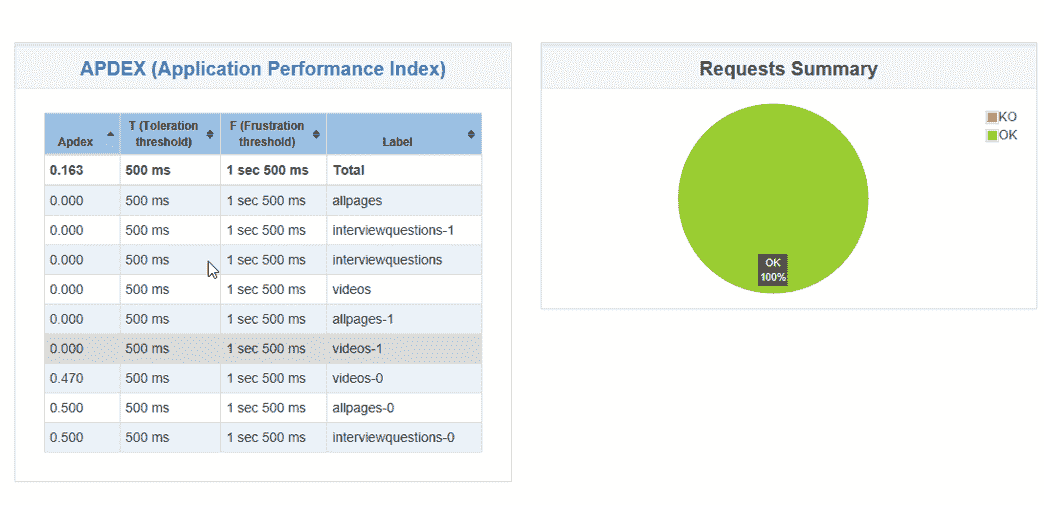 APDEX (Application Performance Index)
Apdex T (Toleration threshold) F (Frustration threshold) Label
0.163 500 ms 1 sec 500 ms Total
0.000 500 ms 1 sec 500 ms allpages
0.000 500 ms 1 sec 500 ms interviewquestions-1
0.000 500 ms 1 sec 500 ms interviewquestions
0.000 500 ms 1 sec 500 ms videos
0.000 500 ms 1 sec 500 ms allpages-1
0.000 500 ms 1 sec 500 ms videos-1
0.470 500 ms 1 sec 500 ms videos-0
0.500 500 ms 1 sec 500 ms allpages-0
0.500 500 ms 1 sec 500 ms interviewquestions-0
Requests Summary
KO
OK
OK
100%